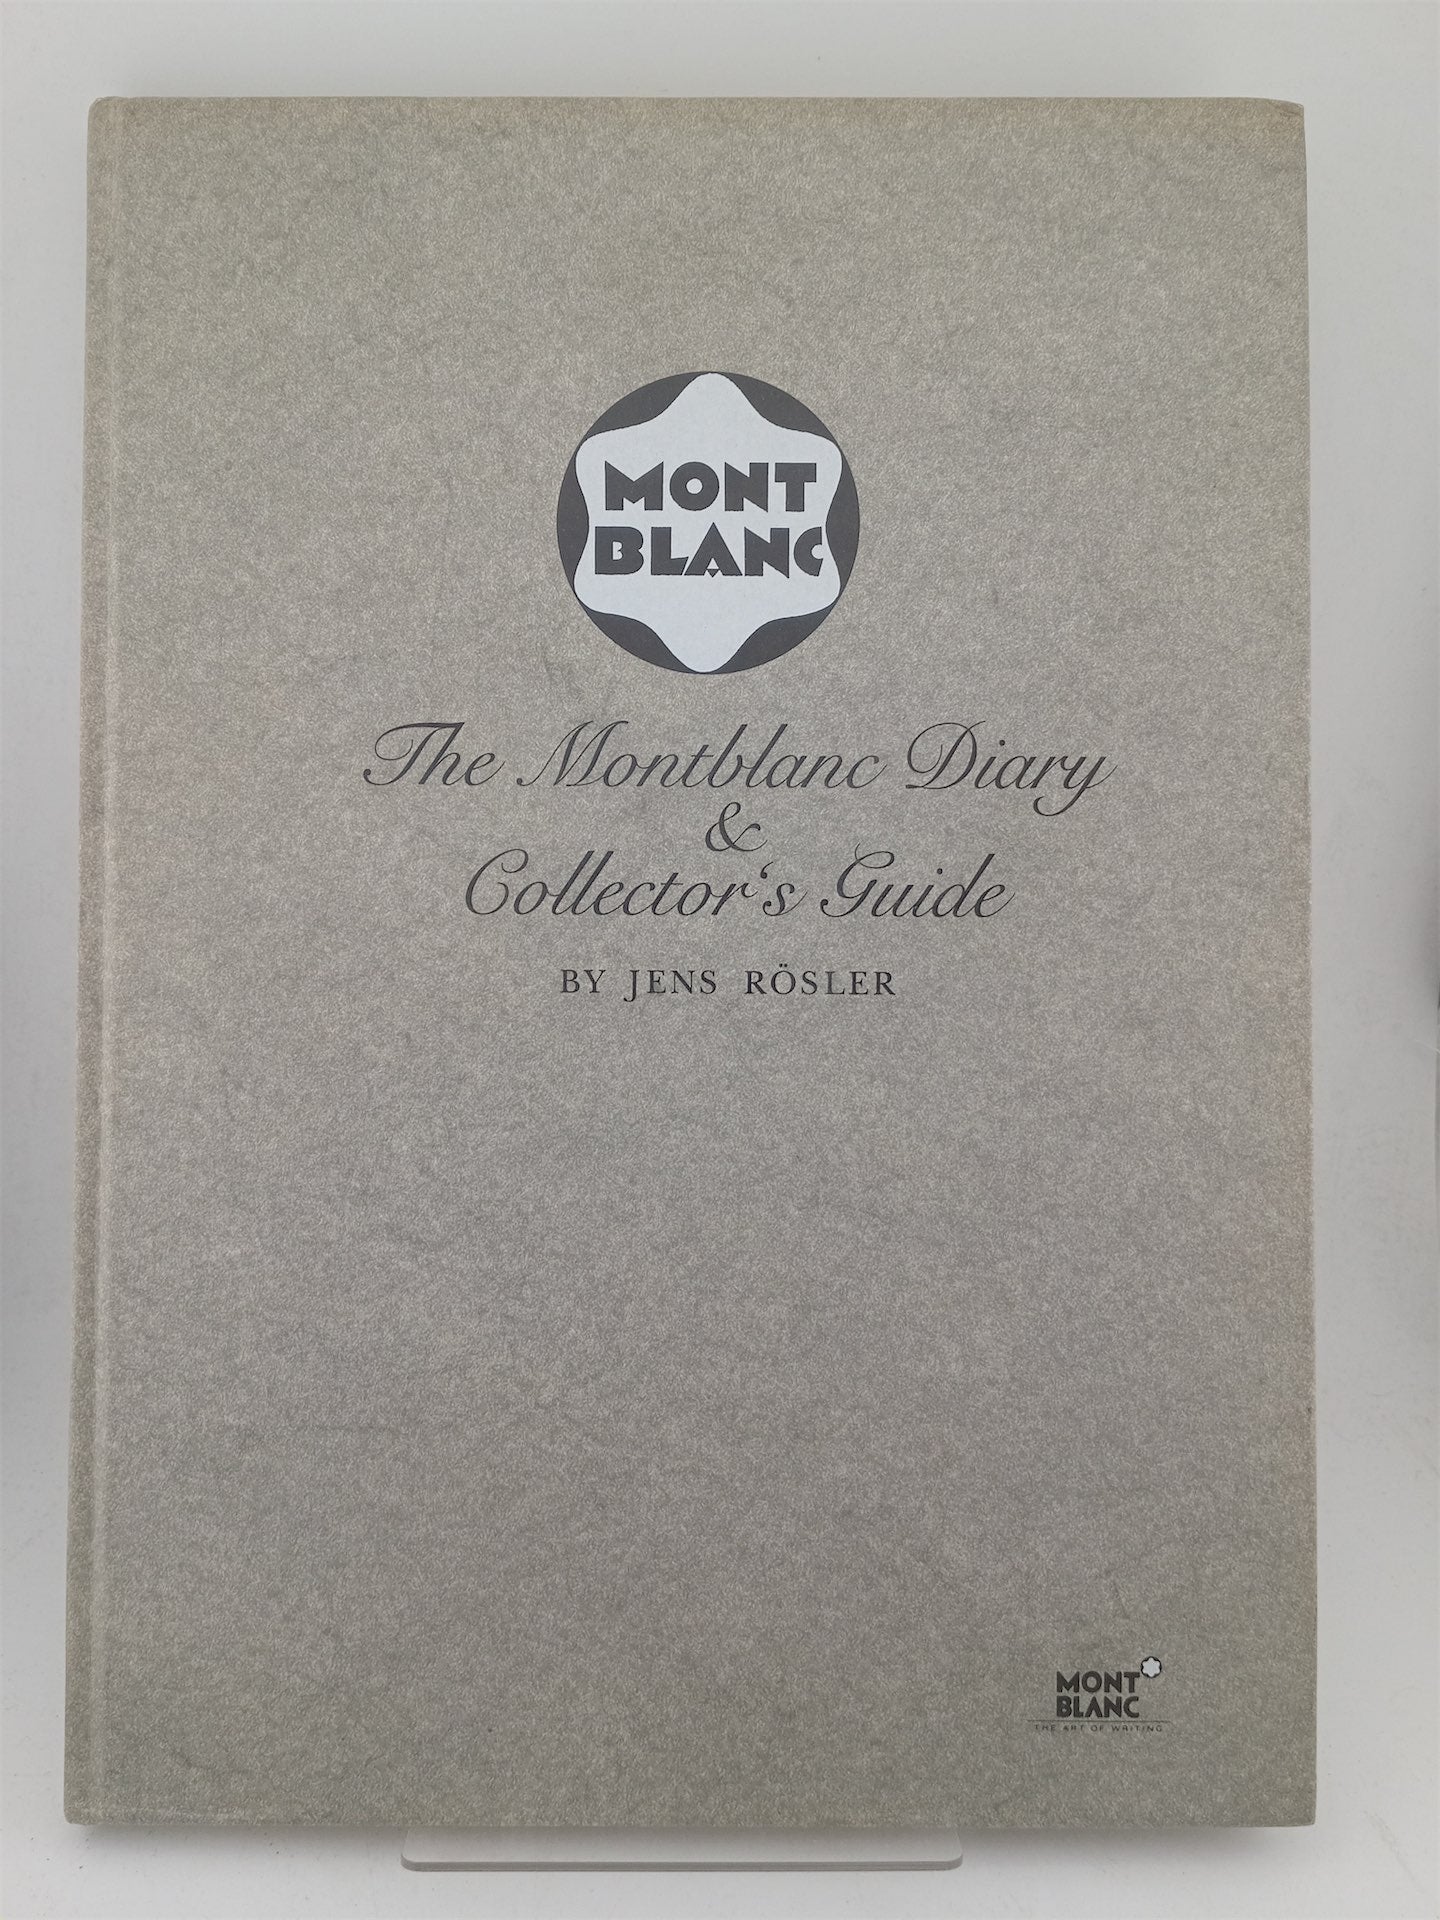 MONT
BLANC
The Montblanc Diary
&
Collector‘s Guide
BY JENS RÖSLER
MONT
BLANC
THE ART OF WRITING